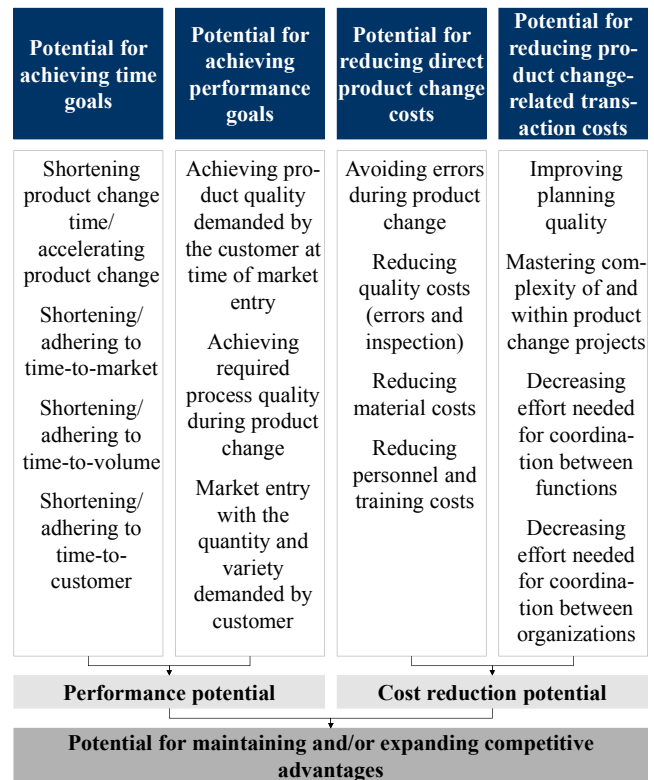 Potential for
achieving time
goals
Potential for
achieving
performance
goals
Potential for
reducing direct
product change
costs
Potential for
reducing pro-
duct change-
related trans-
action costs
Shortening
product change
time/
accelerating
product change
Shortening/
adhering to
time-to-market
Shortening/
adhering to
time-to-volume
Shortening/
adhering to
time-to-
customer
Achieving pro-
duct quality
demanded by
the customer at
time of market
entry
Achieving
required
process quality
during product
change
Market entry
with the
quantity and
variety
demanded by
customer
Avoiding errors
during product
change
Reducing
quality costs
(errors and
inspection)
Reducing
material costs
Reducing
personnel and
training costs
Improving
planning
quality
Mastering com-
plexity of and
within product
change projects
Decreasing
effort needed
for coordina-
tion between
functions
Decreasing
effort needed
for coordina-
tion between
organizations
Performance potential
Cost reduction potential
Potential for maintaining and/or expanding competitive
advantages